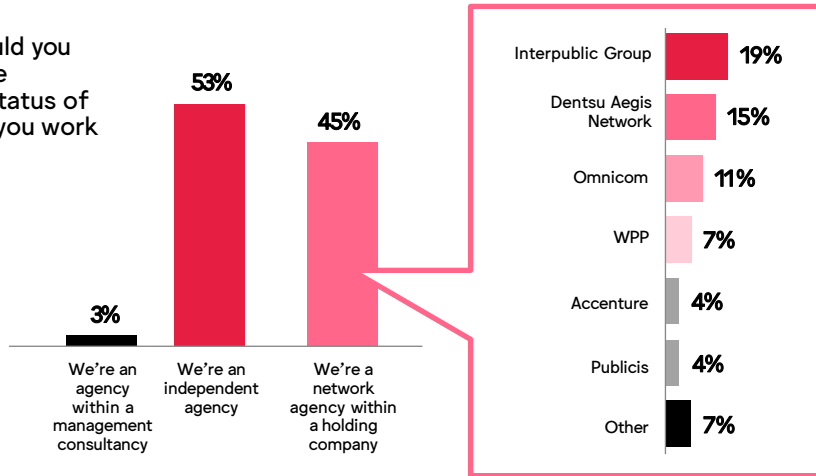 uld you
e
tatus of
you work
3%
53%
45%
We're an
agency
within a
management
consultancy
We're an
independent
agency
We're a
network
agency within
a holding
company
Interpublic Group 19%
Dentsu Aegis
Network 15%
Omnicom 11%
WPP 7%
Accenture 4%
Publicis 4%
Other 7%